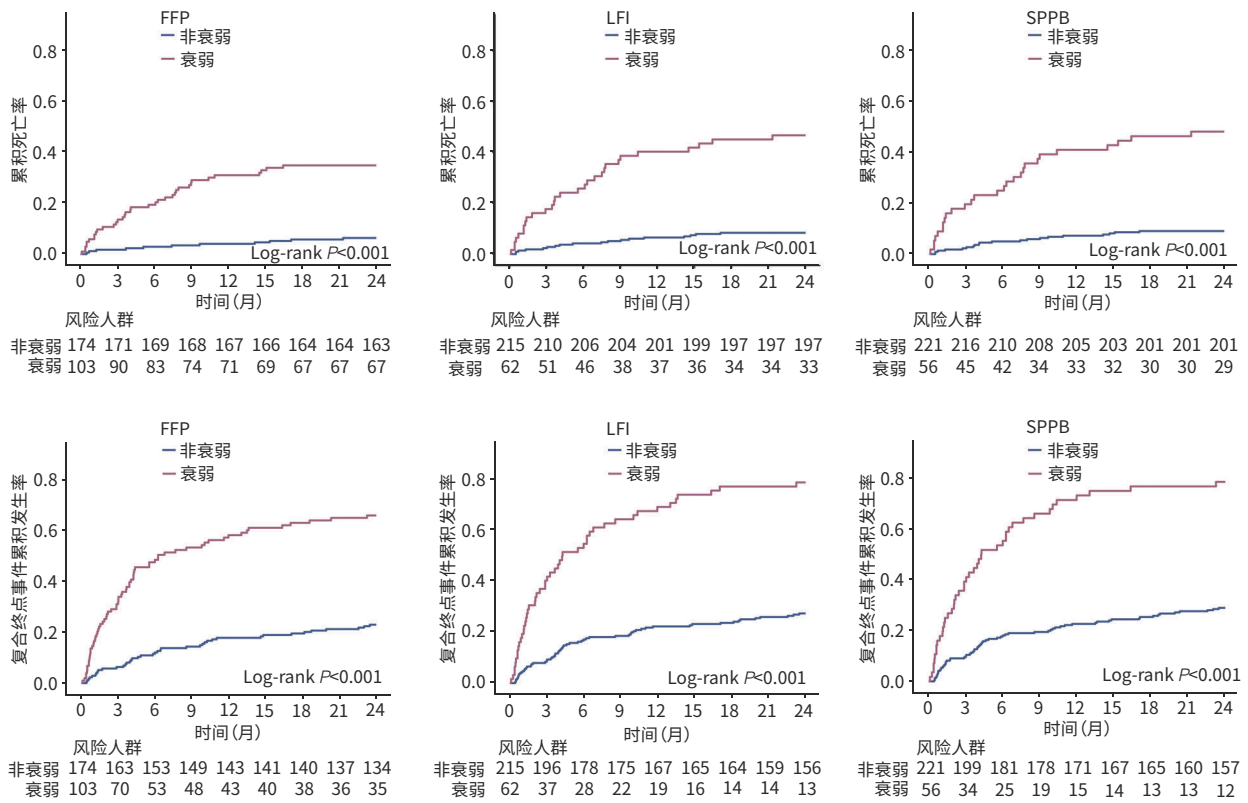 FFP
非衰弱
衰弱
累积死亡率
0.8
0.6
0.4
0.2
0.0
Log-rank P<0.001
0 3 6 9 12 15 18 21 24
时间(月)
风险人群
非衰弱 174 171 169 168 167 166 164 164 163
衰弱 103 90 83 74 71 69 67 67 67
LFI
非衰弱
衰弱
累积死亡率
0.8
0.6
0.4
0.2
0.0
Log-rank P<0.001
0 3 6 9 12 15 18 21 24
时间(月)
风险人群
非衰弱 215 210 206 204 201 199 197 197 197
衰弱 62 51 46 38 37 36 34 34 33
SPPB
非衰弱
衰弱
累积死亡率
0.8
0.6
0.4
0.2
0.0
Log-rank P<0.001
0 3 6 9 12 15 18 21 24
时间(月)
风险人群
非衰弱 221 216 210 208 205 203 201 201 201
衰弱 56 45 42 34 33 32 30 30 29
FFP
非衰弱
衰弱
复合终点事件累积发生率
0.8
0.6
0.4
0.2
0.0
Log-rank P<0.001
0 3 6 9 12 15 18 21 24
时间(月)
风险人群
非衰弱 174 163 153 149 143 141 140 137 134
衰弱 103 70 53 48 43 40 38 36 35
LFI
非衰弱
衰弱
复合终点事件累积发生率
0.8
0.6
0.4
0.2
0.0
Log-rank P<0.001
0 3 6 9 12 15 18 21 24
时间(月)
风险人群
非衰弱 215 196 178 175 167 165 164 159 156
衰弱 62 37 28 22 19 16 14 14 13
SPPB
非衰弱
衰弱
复合终点事件累积发生率
0.8
0.6
0.4
0.2
0.0
Log-rank P<0.001
0 3 6 9 12 15 18 21 24
时间(月)
风险人群
非衰弱 221 199 181 178 171 167 165 160 157
衰弱 56 34 25 19 15 14 13 13 12